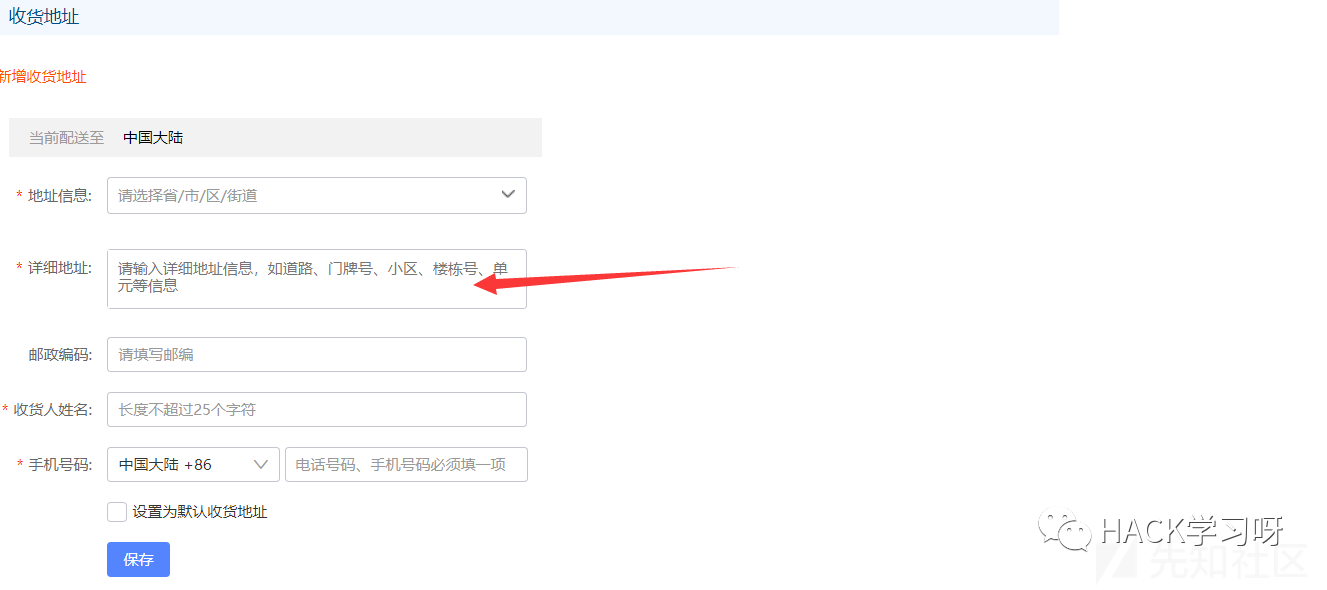 收货地址
新增收货地址
当前配送至 中国大陆
* 地址信息: 请选择省/市/区/街道
* 详细地址: 请输入详细地址信息，如道路、门牌号、小区、楼栋号、单
元等信息
邮政编码: 请填写邮编
* 收货人姓名: 长度不超过25个字符
* 手机号码: 中国大陆 +86 电话号码、手机号码必须填一项
设置为默认收货地址
保存
HACK学习呀
先知社区